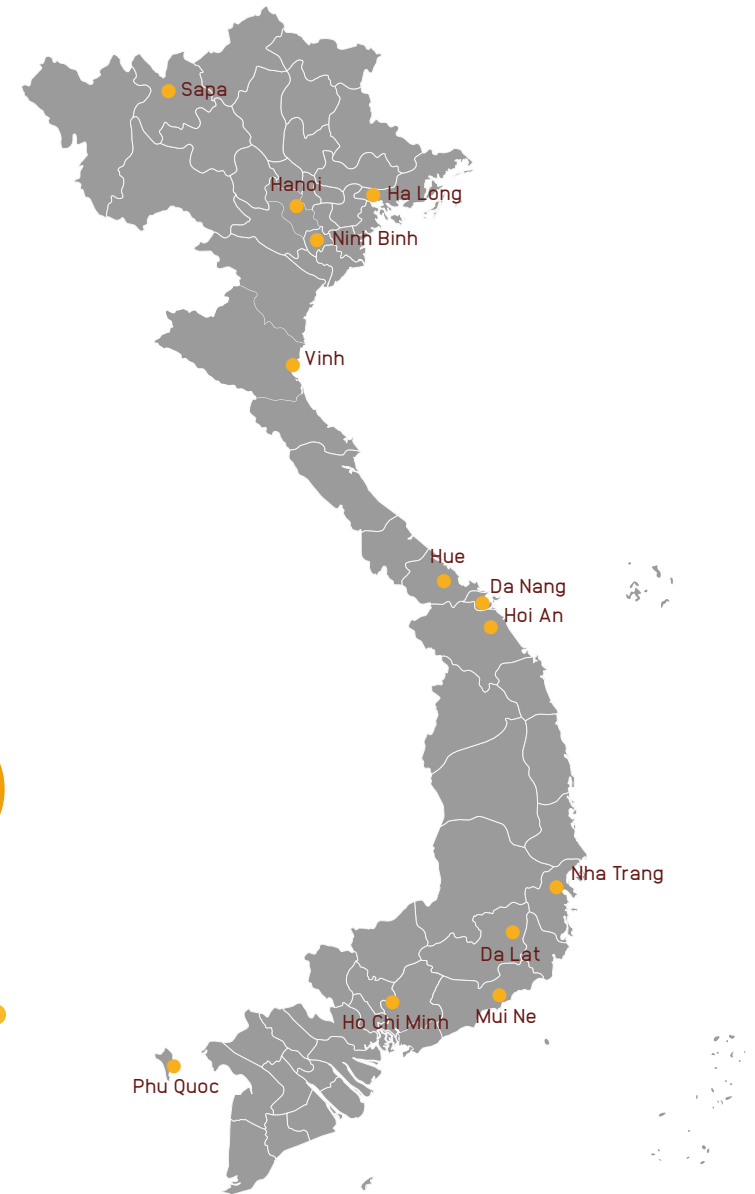 Sapa
Hanoi
Ha Long
Ninh Binh
Vinh
Hue
Da Nang
Hoi An
Nha Trang
Da Lat
Mui Ne
Ho Chi Minh
Phu Quoc